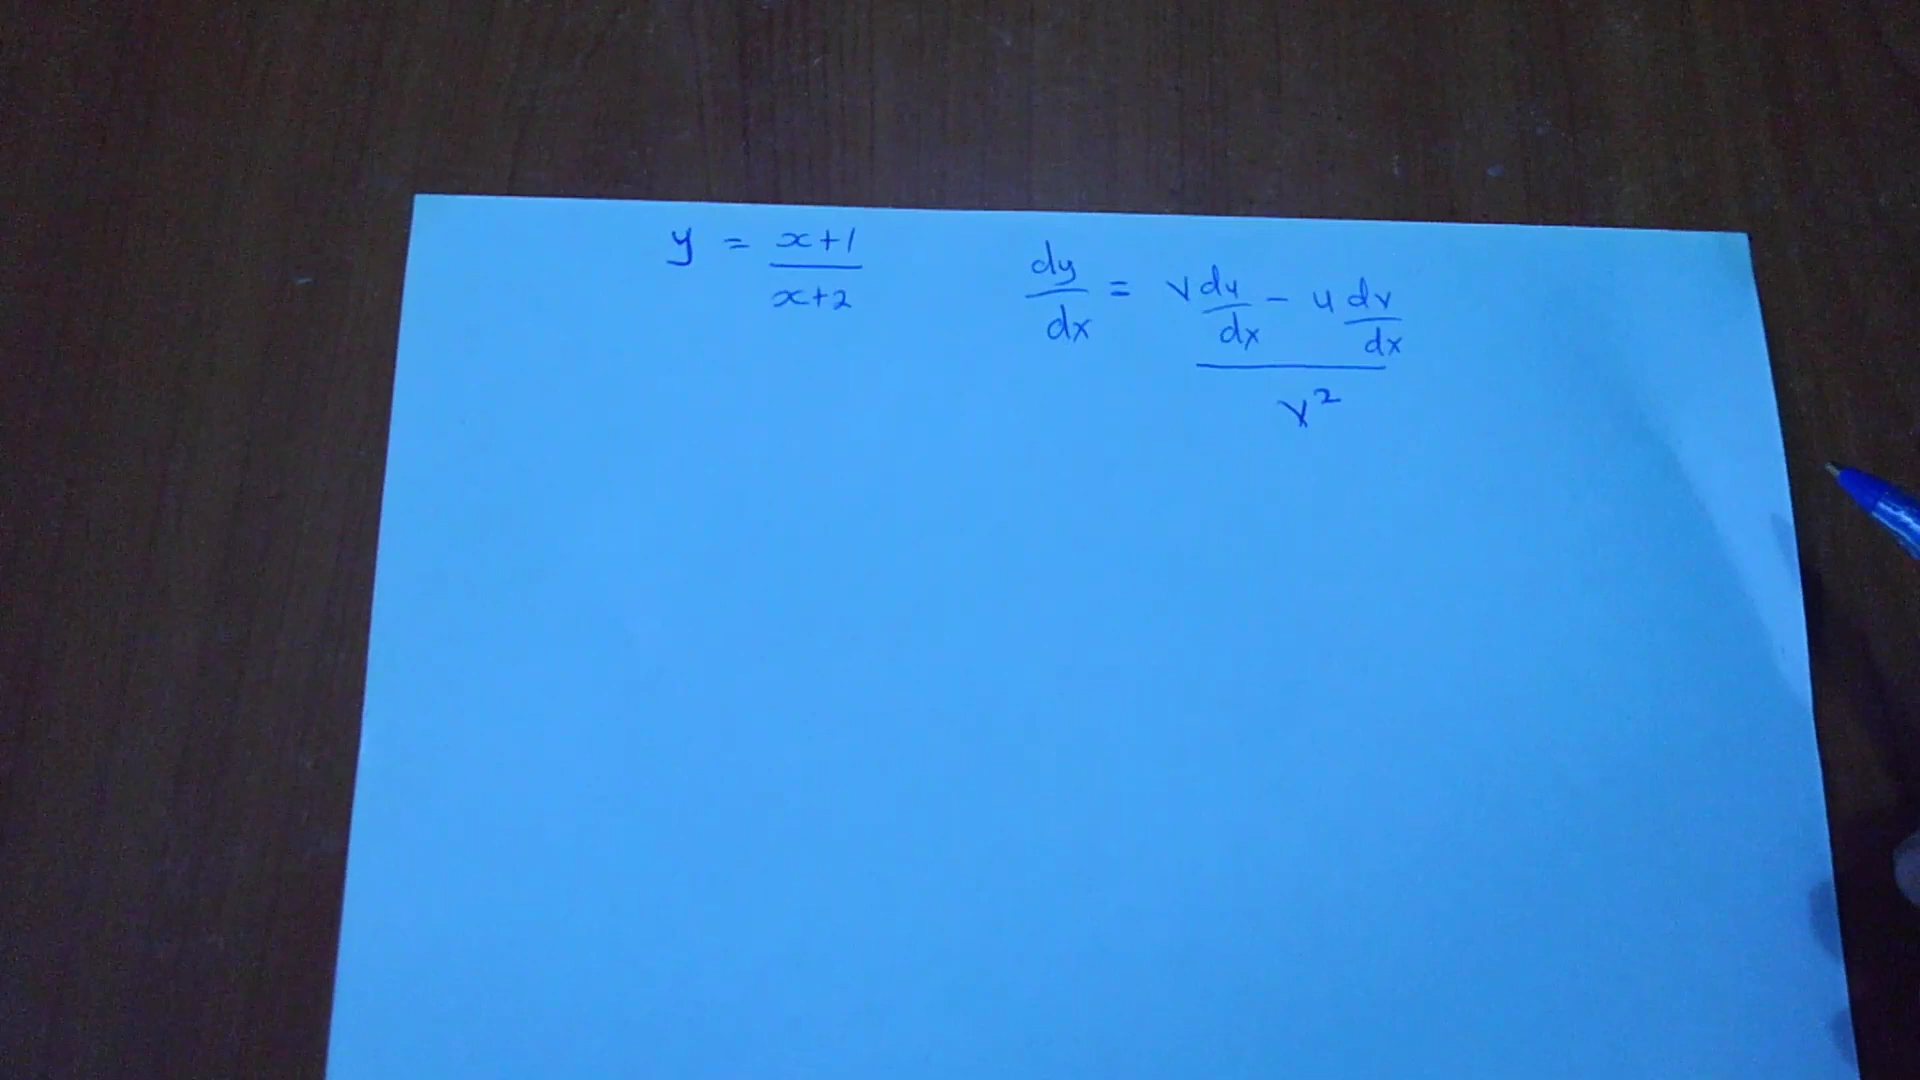 y = x+1 / x+2
dy/dx = v du/dx - u dv/dx / v²